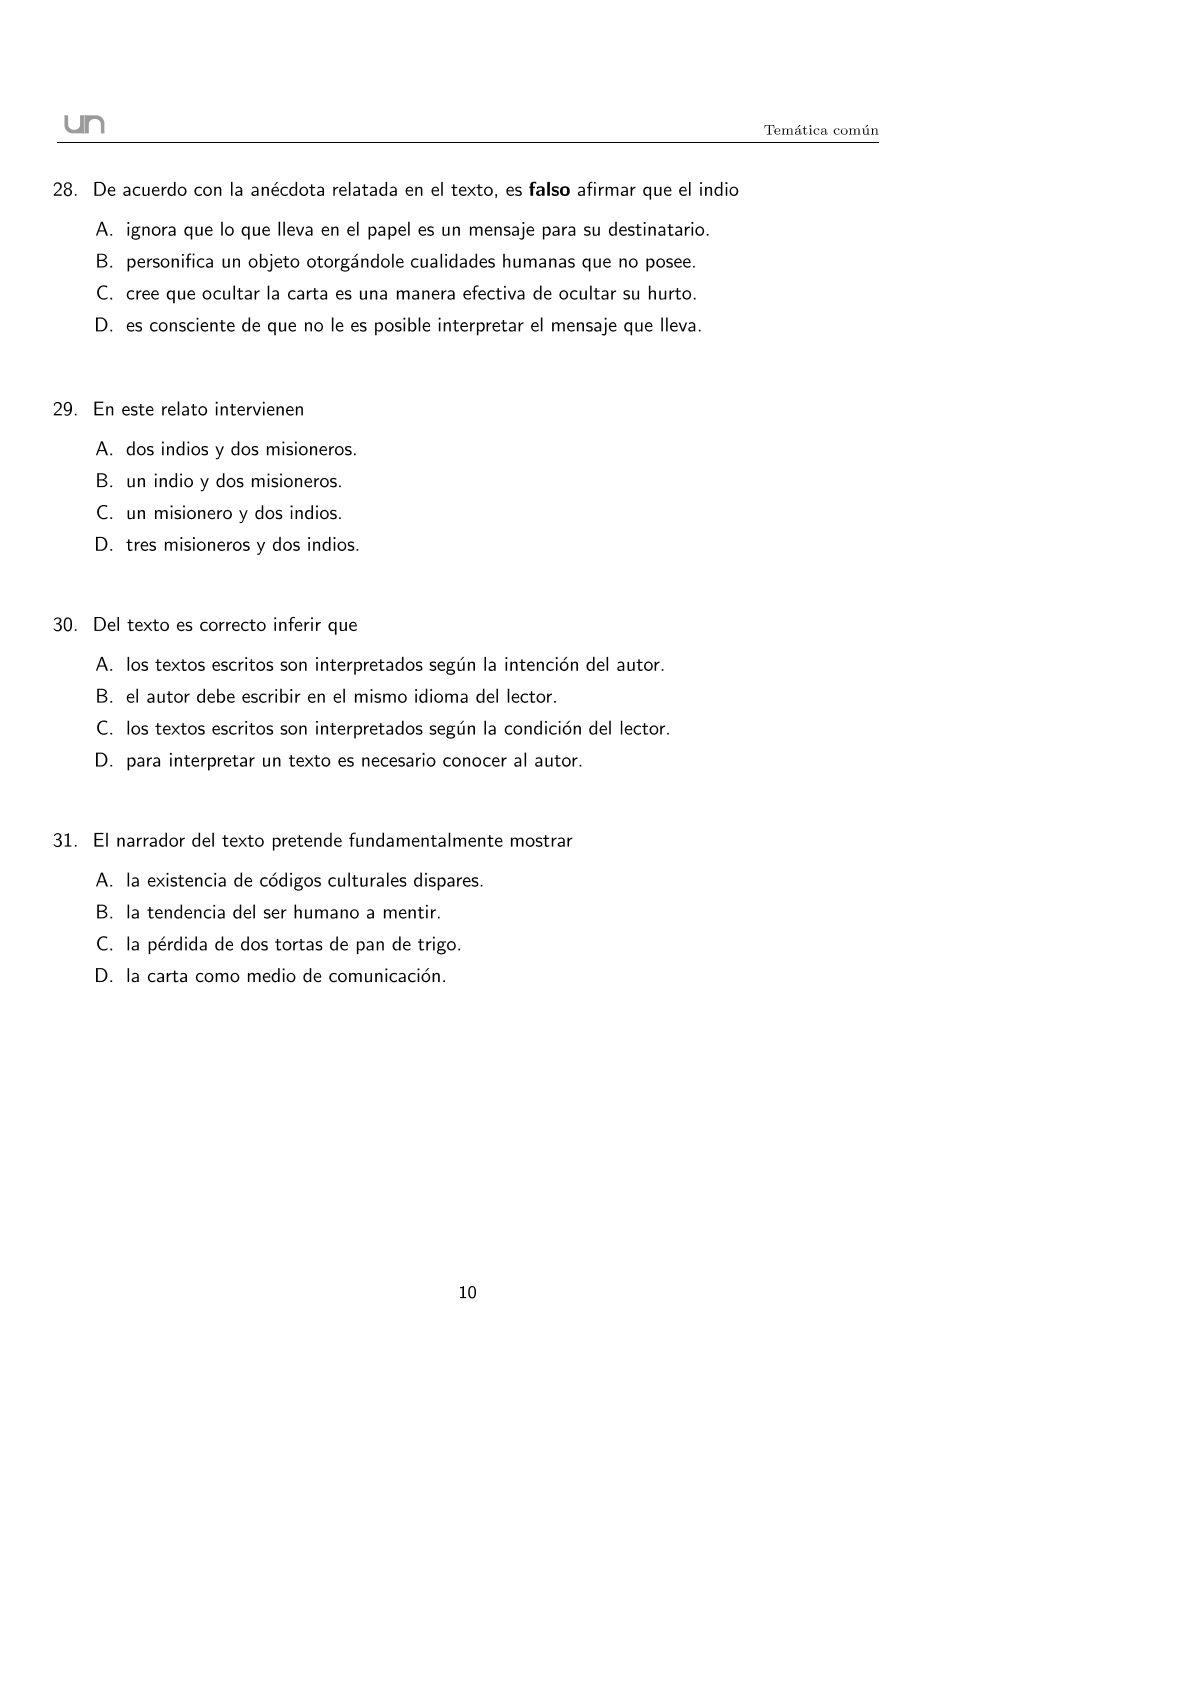 un
Temática común
28. De acuerdo con la anécdota relatada en el texto, es falso afirmar que el indio
A. ignora que lo que lleva en el papel es un mensaje para su destinatario.
B. personifica un objeto otorgándole cualidades humanas que no posee.
C. cree que ocultar la carta es una manera efectiva de ocultar su hurto.
D. es consciente de que no le es posible interpretar el mensaje que lleva.
29. En este relato intervienen
A. dos indios y dos misioneros.
B. un indio y dos misioneros.
C. un misionero y dos indios.
D. tres misioneros y dos indios.
30. Del texto es correcto inferir que
A. los textos escritos son interpretados según la intención del autor.
B. el autor debe escribir en el mismo idioma del lector.
C. los textos escritos son interpretados según la condición del lector.
D. para interpretar un texto es necesario conocer al autor.
31. El narrador del texto pretende fundamentalmente mostrar
A. la existencia de códigos culturales dispares.
B. la tendencia del ser humano a mentir.
C. la pérdida de dos tortas de pan de trigo.
D. la carta como medio de comunicación.
10